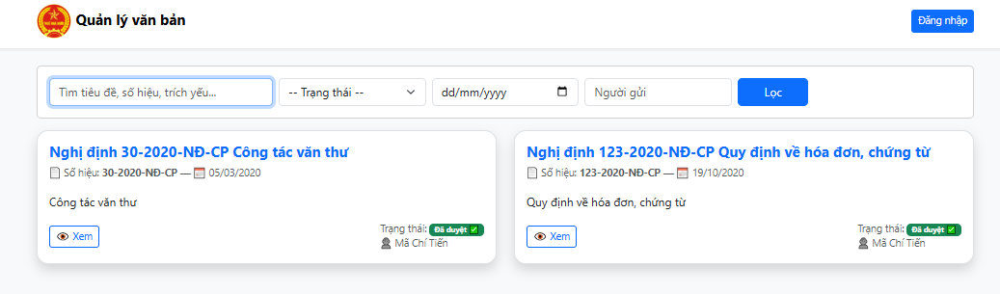 Quản lý văn bản
Đăng nhập
Tìm tiêu đề, số hiệu, trích yếu...
-- Trạng thái --
dd/mm/yyyy
Người gửi
Lọc
Nghị định 30-2020-NĐ-CP Công tác văn thư
Số hiệu: 30-2020-NĐ-CP — 05/03/2020
Công tác văn thư
Xem
Trạng thái: Đã duyệt ✅
Mã Chí Tiến
Nghị định 123-2020-NĐ-CP Quy định về hóa đơn, chứng từ
Số hiệu: 123-2020-NĐ-CP — 19/10/2020
Quy định về hóa đơn, chứng từ
Xem
Trạng thái: Đã duyệt ✅
Mã Chí Tiến